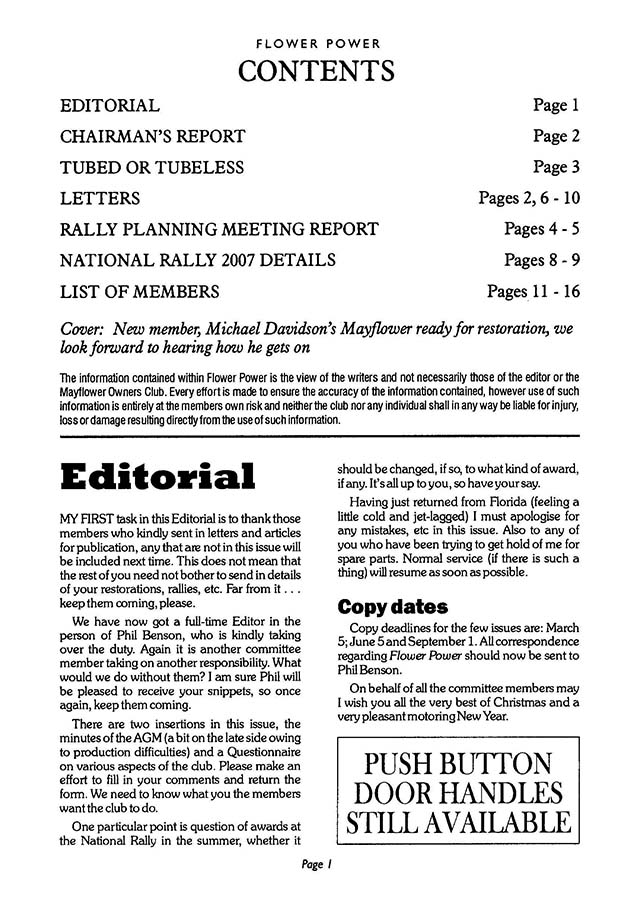 FLOWER POWER
CONTENTS
EDITORIAL Page 1
CHAIRMAN'S REPORT Page 2
TUBED OR TUBELESS Page 3
LETTERS Pages 2, 6 - 10
RALLY PLANNING MEETING REPORT Pages 4 - 5
NATIONAL RALLY 2007 DETAILS Pages 8 - 9
LIST OF MEMBERS Pages 11 - 16
Cover: New member, Michael Davidson's Mayflower ready for restoration, we
look forward to hearing how he gets on
The information contained within Flower Power is the view of the writers and not necessarily those of the editor or the
Mayflower Owners Club. Every effort is made to ensure the accuracy of the information contained, however use of such
information is entirely at the members own risk and neither the club nor any individual shall in any way be liable for injury,
loss or damage resulting directly from the use of such information.
Editorial
MY FIRST task in this Editorial is to thank those
members who kindly sent in letters and articles
for publication, any that are not in this issue will
be included next time. This does not mean that
the rest of you need not bother to send in details
of your restorations, rallies, etc. Far from it . . .
keep them coming, please.
We have now got a full-time Editor in the
person of Phil Benson, who is kindly taking
over the duty. Again it is another committee
member taking on another responsibility. What
would we do without them? I am sure Phil will
be pleased to receive your snippets, so once
again, keep them coming.
There are two insertions in this issue, the
minutes of the AGM (a bit on the late side owing
to production difficulties) and a Questionnaire
on various aspects of the club. Please make an
effort to fill in your comments and return the
form. We need to know what you the members
want the club to do.
One particular point is question of awards at
the National Rally in the summer, whether it
should be changed, if so, to what kind of award,
if any. It's all up to you, so have your say.
Having just returned from Florida (feeling a
little cold and jet-lagged) I must apologise for
any mistakes, etc in this issue. Also to any of
you who have been trying to get hold of me for
spare parts. Normal service (if there is such a
thing) will resume as soon as possible.
Copy dates
Copy deadlines for the few issues are: March
5; June 5 and September 1. All correspondence
regarding Flower Power should now be sent to
Phil Benson.
On behalf of all the committee members may
I wish you all the very best of Christmas and a
very pleasant motoring New Year.
PUSH BUTTON
DOOR HANDLES
STILL AVAILABLE
Page 1